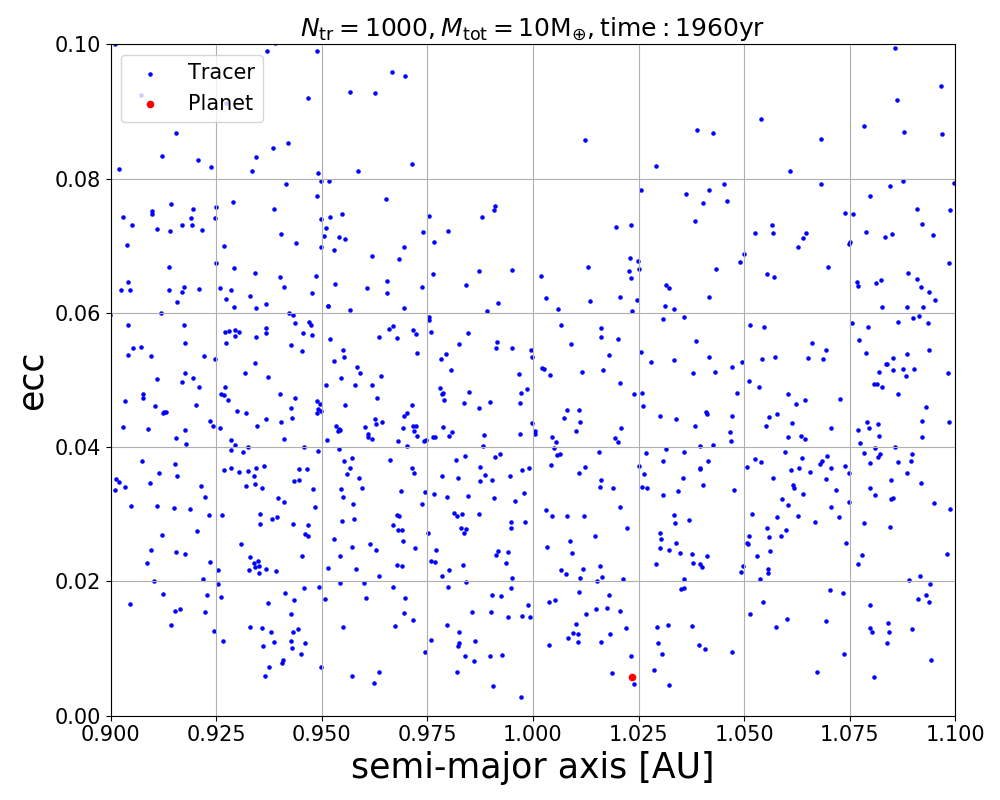 N_tr = 1000, M_tot = 10M_⊕, time : 1960yr
Tracer
Planet
0.10
0.08
0.06
0.04
0.02
0.00
ecc
0.900 0.925 0.950 0.975 1.000 1.025 1.050 1.075 1.100
semi-major axis [AU]